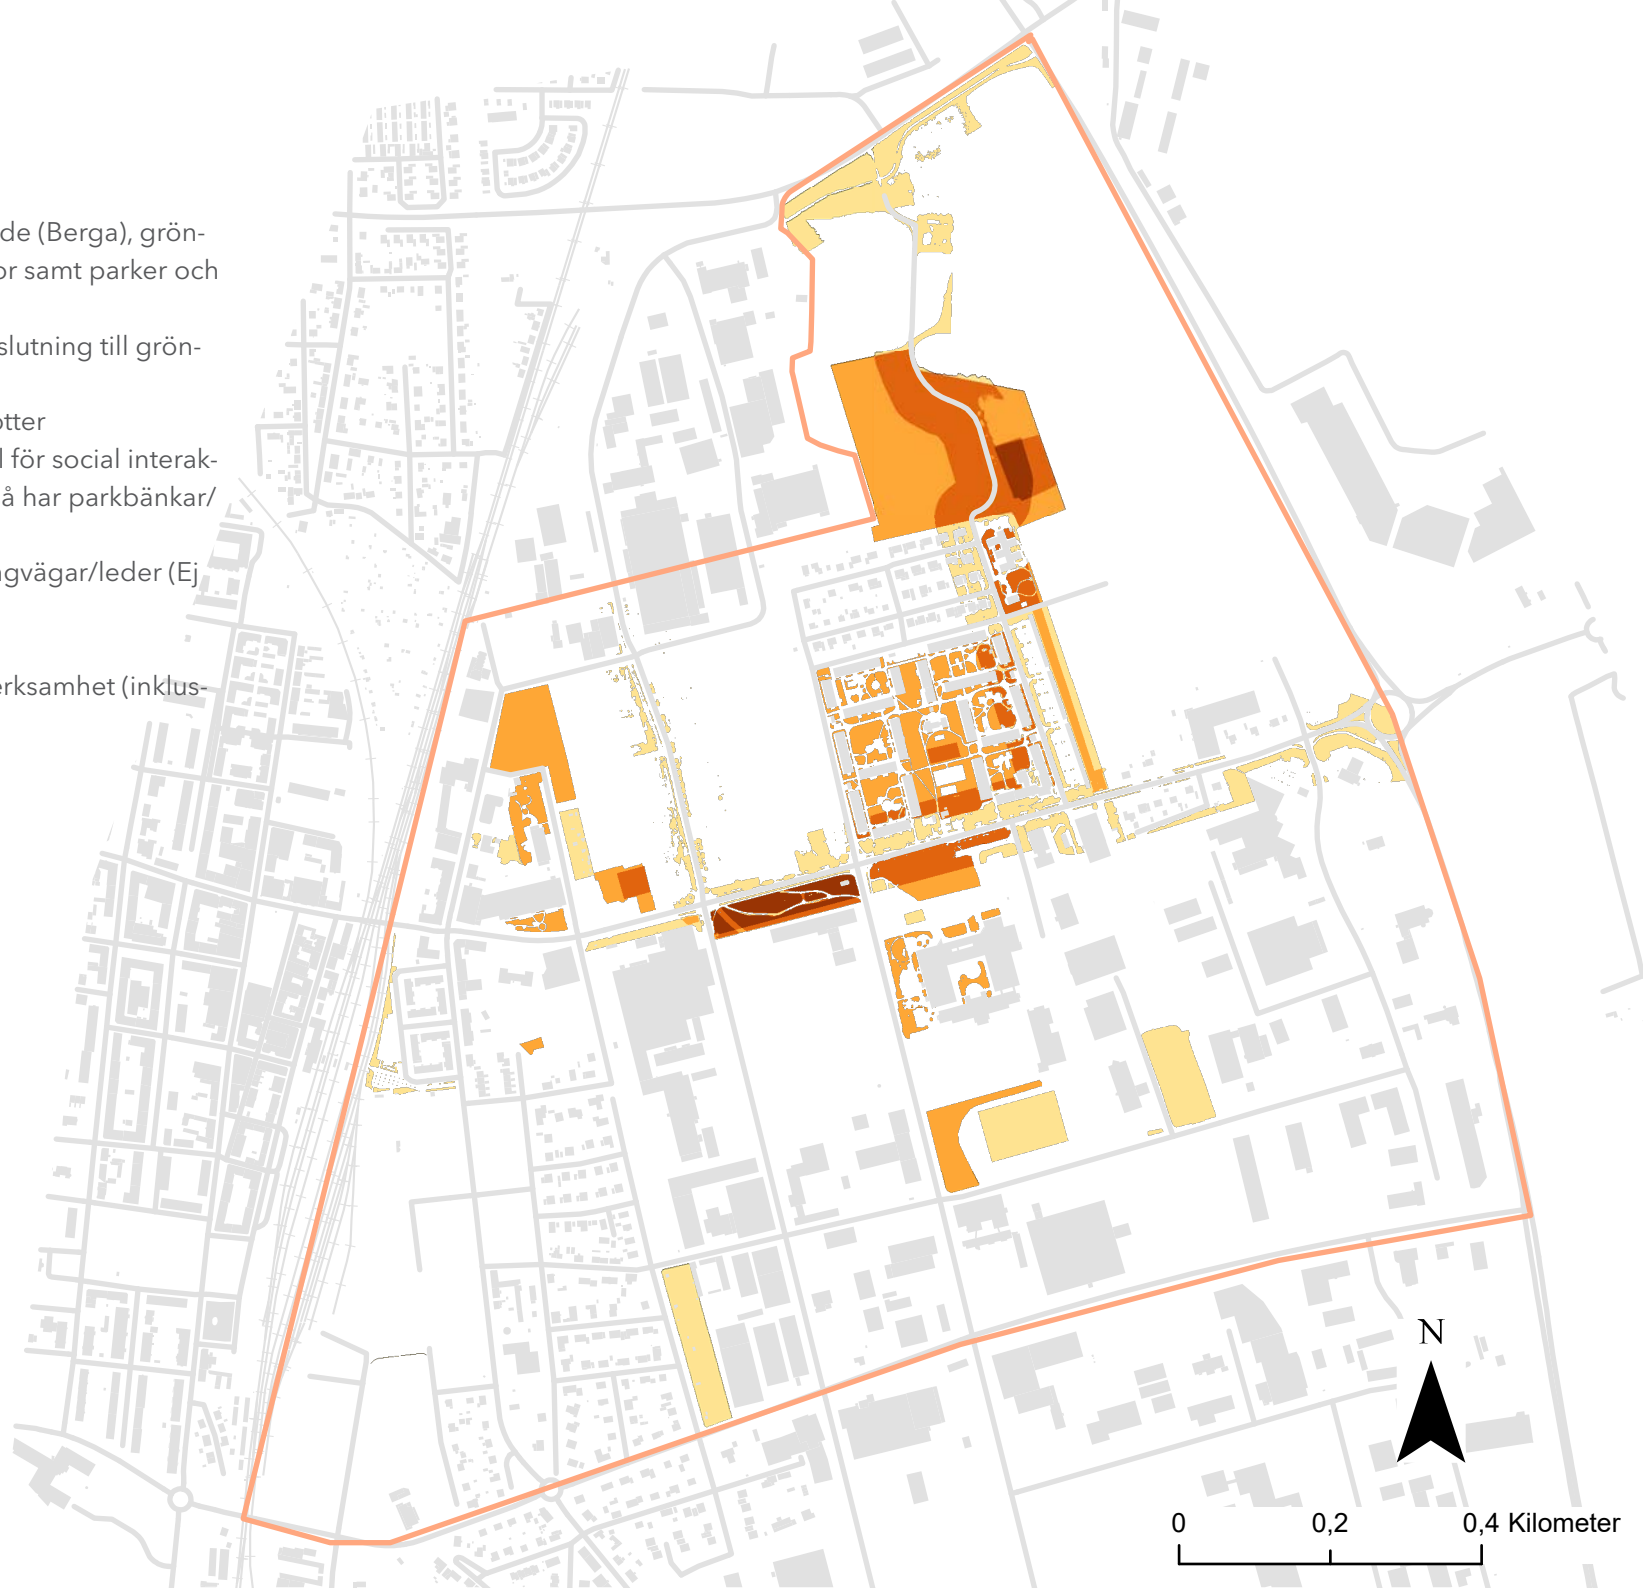 de (Berga), grön-
or samt parker och
slutning till grön-
otter
l för social interak-
å har parkbänkar/
gvägar/leder (Ej
erksamhet (inklus-
N
0 0,2 0,4 Kilometer